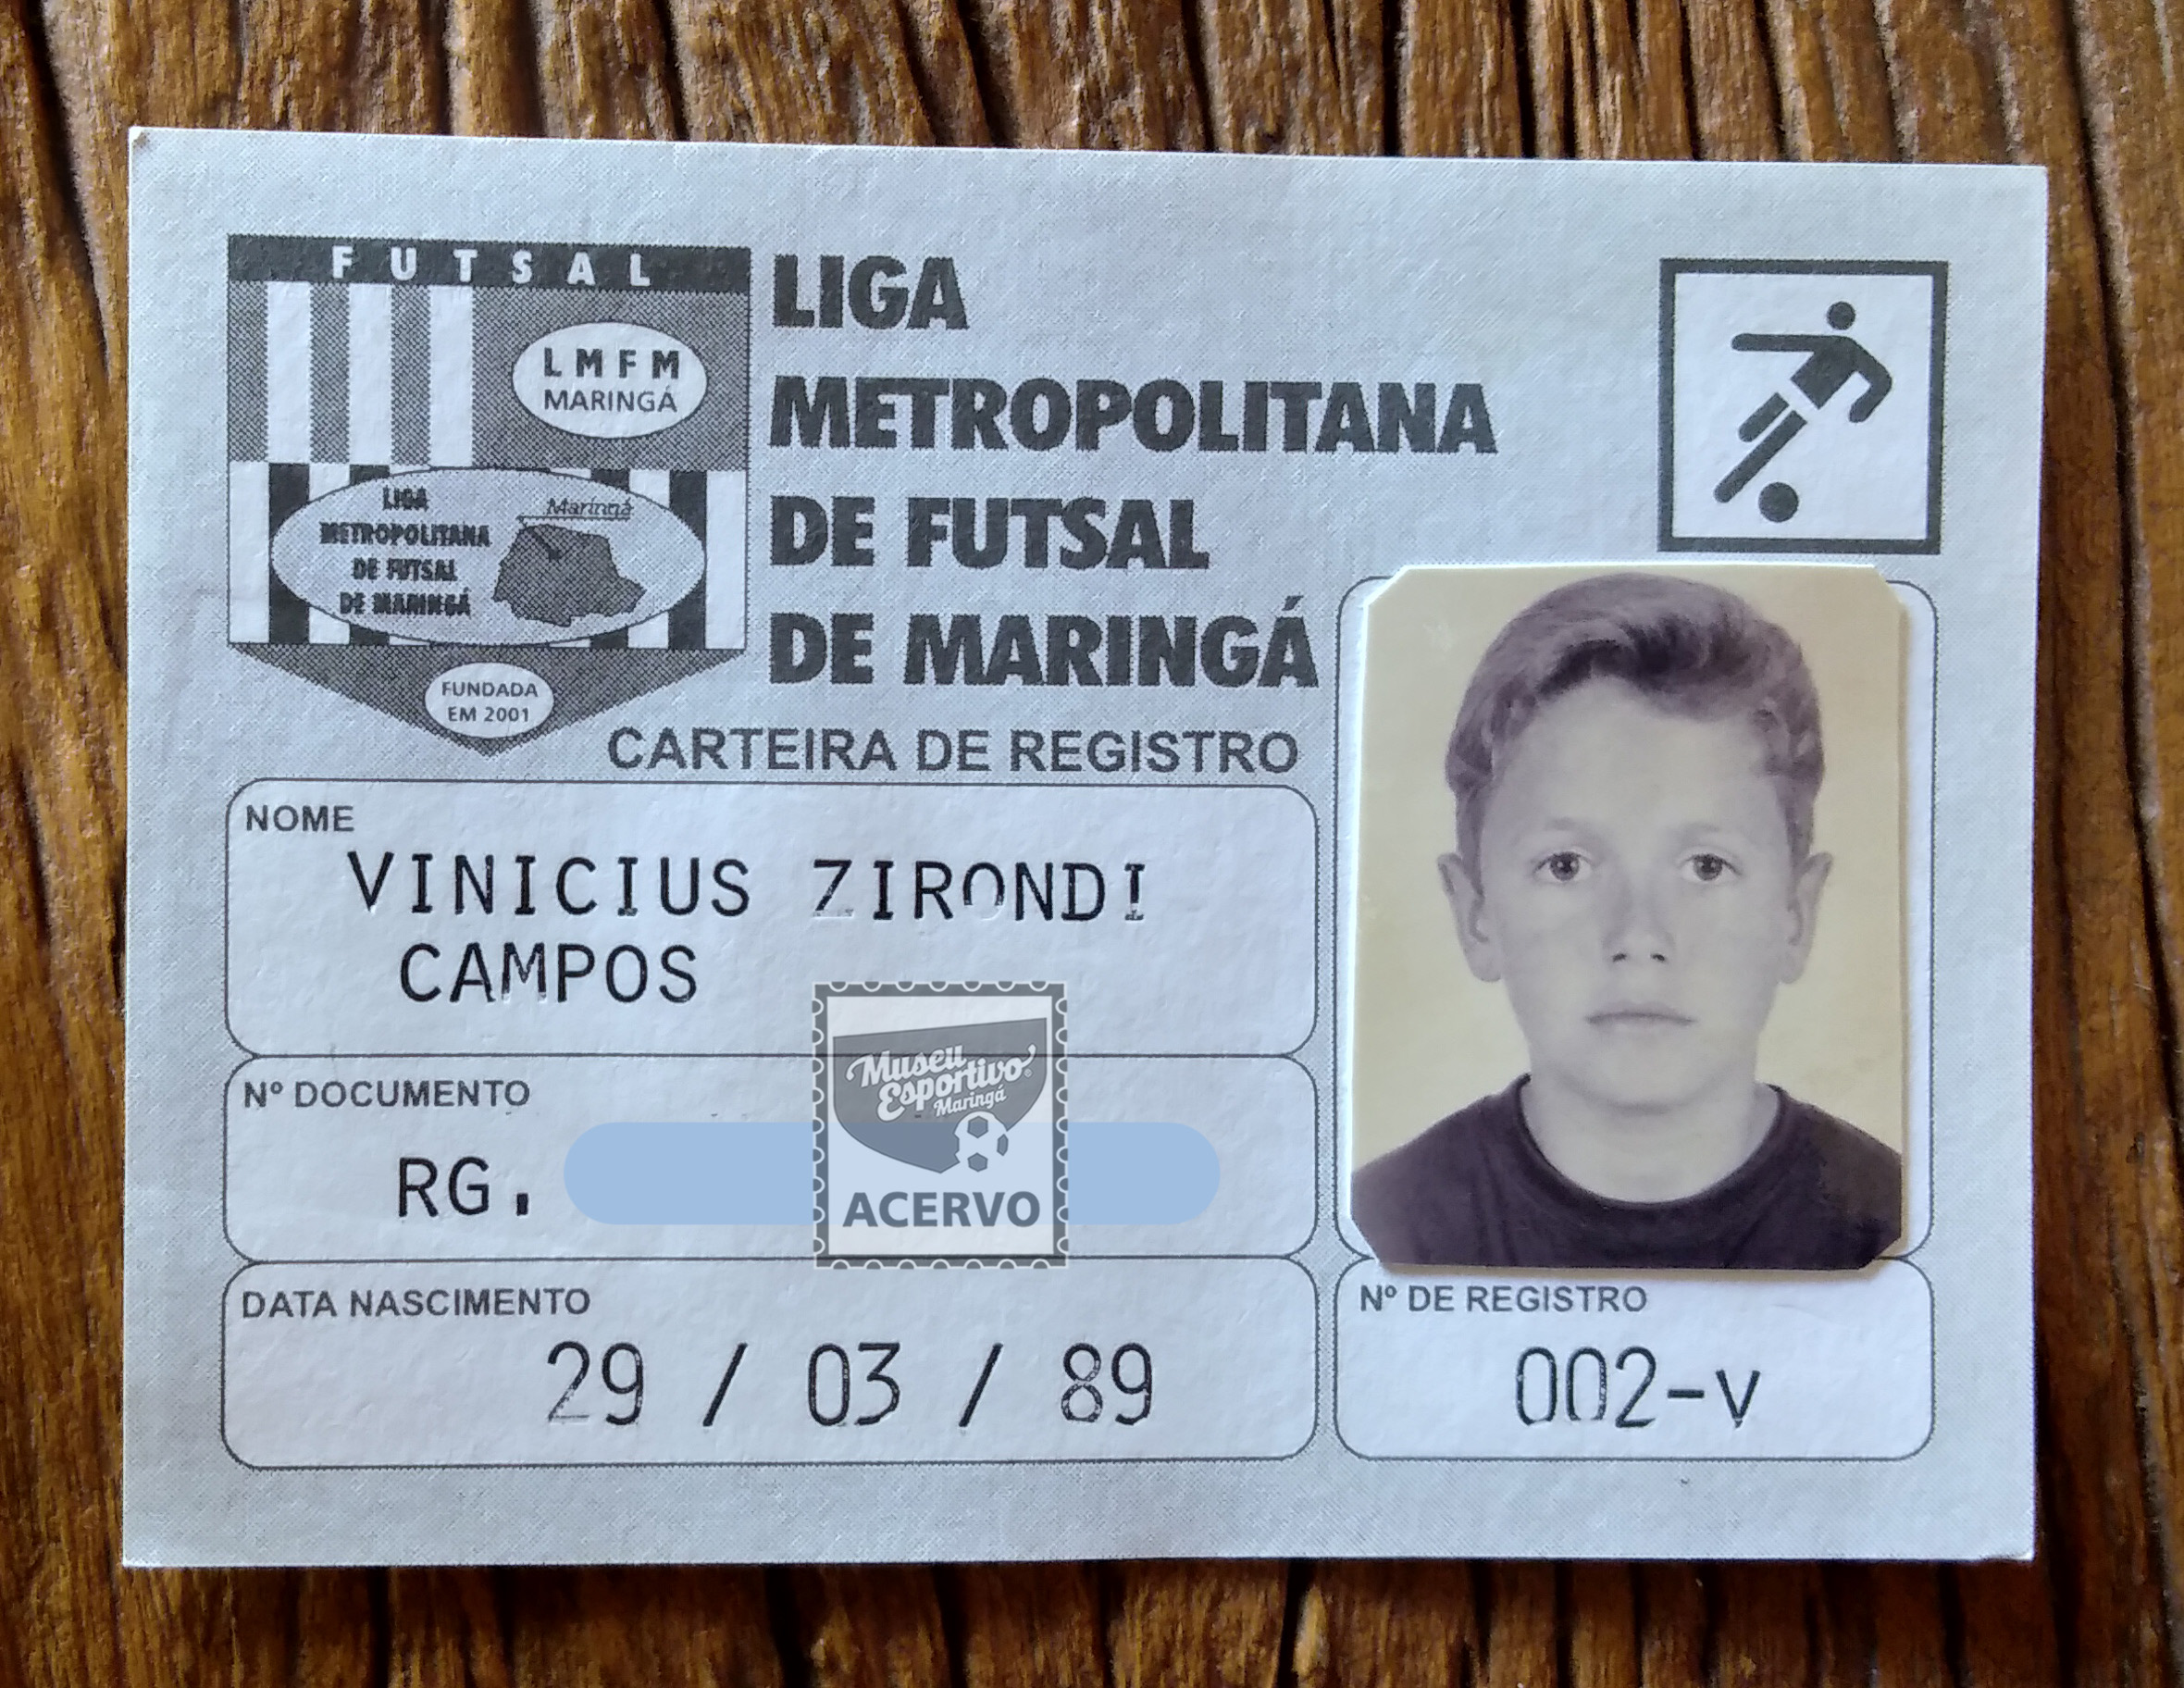 FUTSAL
LMFM
MARINGÁ
LIGA
METROPOLITANA
DE FUTSAL
DE MARINGÁ
Maringá
FUNDADA
EM 2001
LIGA
METROPOLITANA
DE FUTSAL
DE MARINGÁ
CARTEIRA DE REGISTRO
NOME
VINICIUS ZIRONDI
CAMPOS
Nº DOCUMENTO
RG.
Museu
Esportivo
Maringá
ACERVO
DATA NASCIMENTO
29 / 03 / 89
Nº DE REGISTRO
002-v